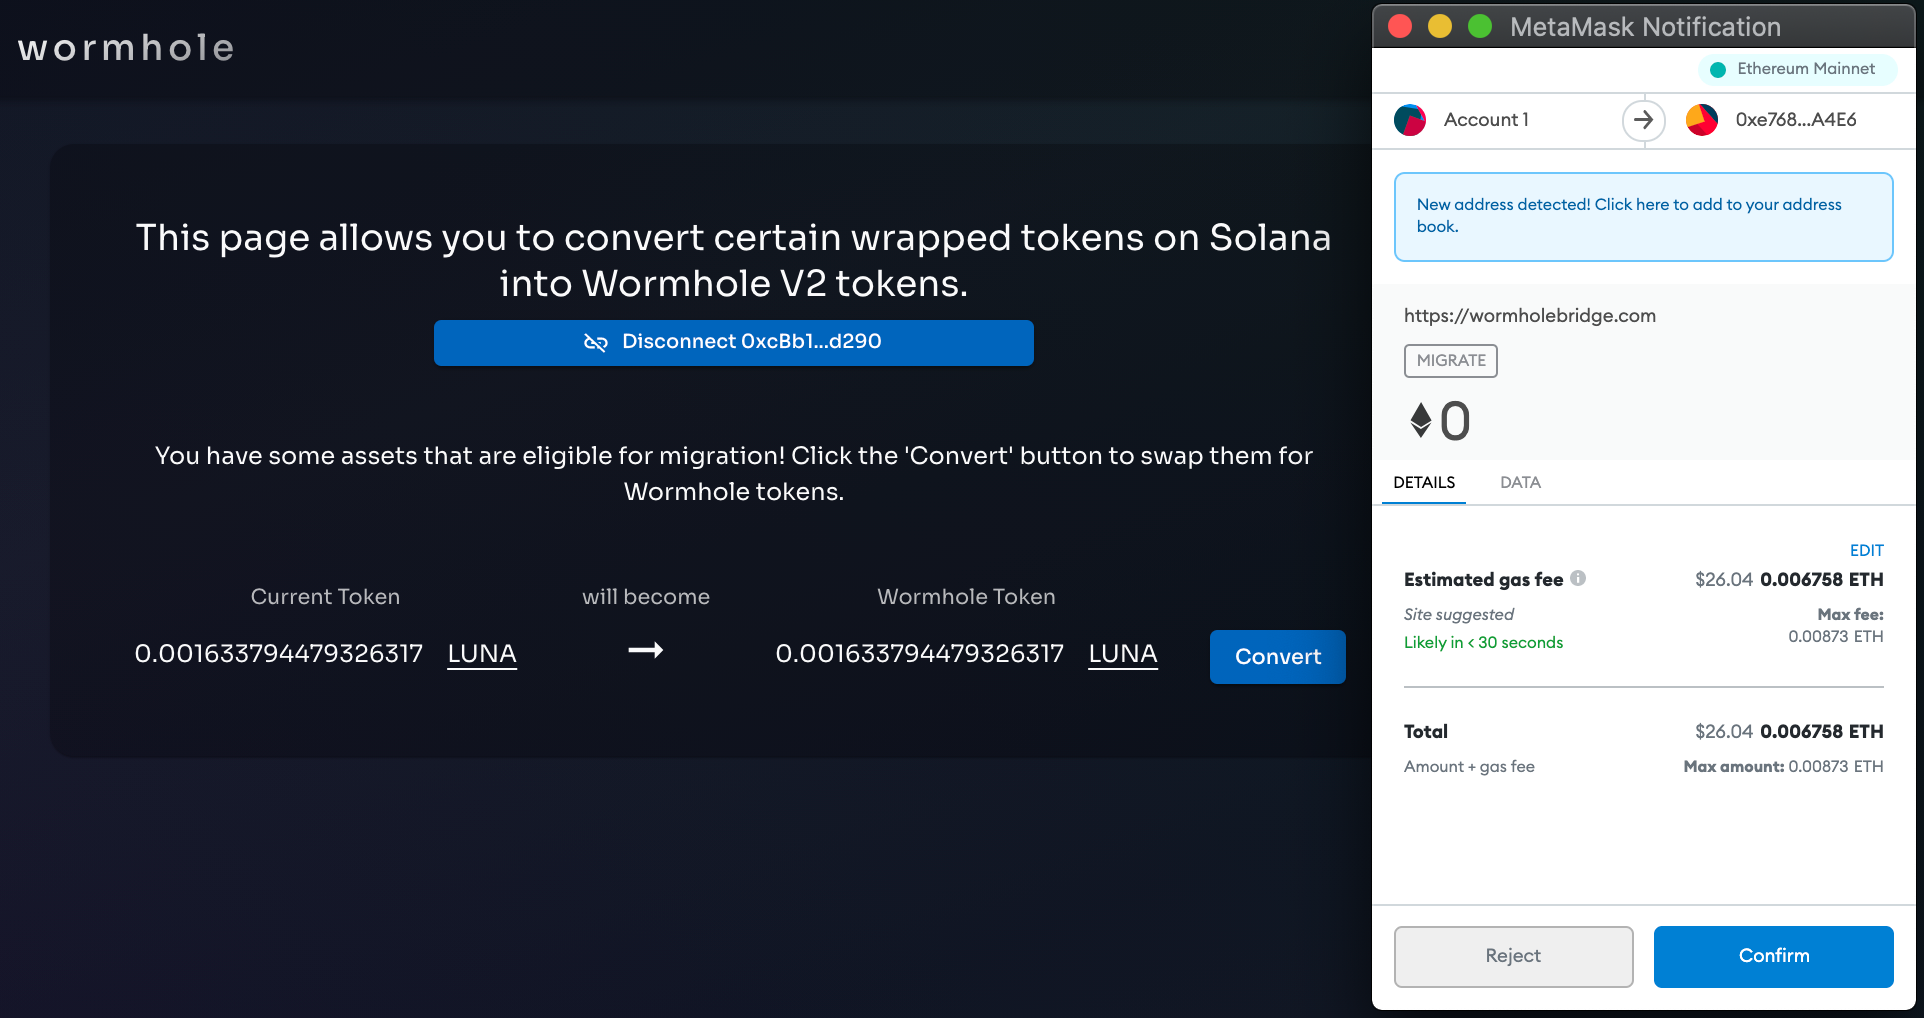 wormhole
This page allows you to convert certain wrapped tokens on Solana
into Wormhole V2 tokens.
Disconnect 0xcBb1...d290
You have some assets that are eligible for migration! Click the 'Convert' button to swap them for
Wormhole tokens.
Current Token will become Wormhole Token
0.001633794479326317 LUNA 0.001633794479326317 LUNA Convert
MetaMask Notification
Ethereum Mainnet
Account 1 0xe768...A4E6
New address detected! Click here to add to your address
book.
https://wormholebridge.com
MIGRATE
0
DETAILS DATA
EDIT
Estimated gas fee $26.04 0.006758 ETH
Site suggested Max fee:
Likely in < 30 seconds 0.00873 ETH
Total $26.04 0.006758 ETH
Amount + gas fee Max amount: 0.00873 ETH
Reject Confirm